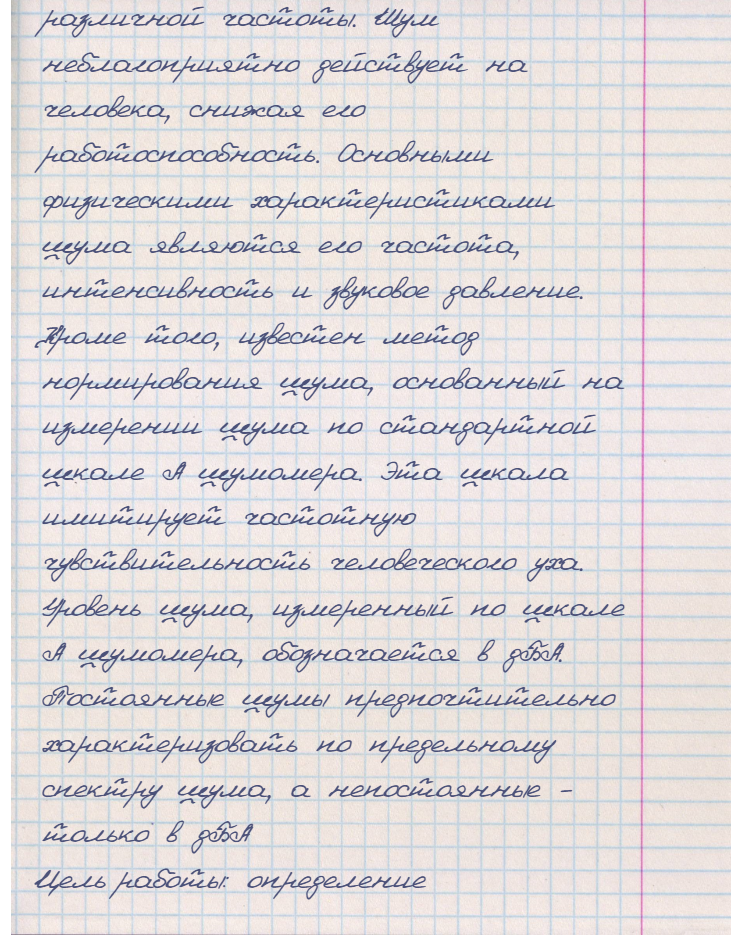 различной частоты. Шум
неблагоприятно действует на
человека, снижая его
работоспособность. Основными
физическими характеристиками
шума являются его частота,
интенсивность и звуковое давление.
Кроме того, известен метод
нормирования шума, основанный на
измерении шума по стандартной
шкале А шумомера. Эта шкала
имитирует частотную
чувствительность человеческого уха.
Уровень шума, измеренный по шкале
А шумомера, обозначается в дБА.
Постоянные шумы предпочтительно
характеризовать по предельному
спектру шума, а непостоянные -
только в дБА
Цель работы: определение